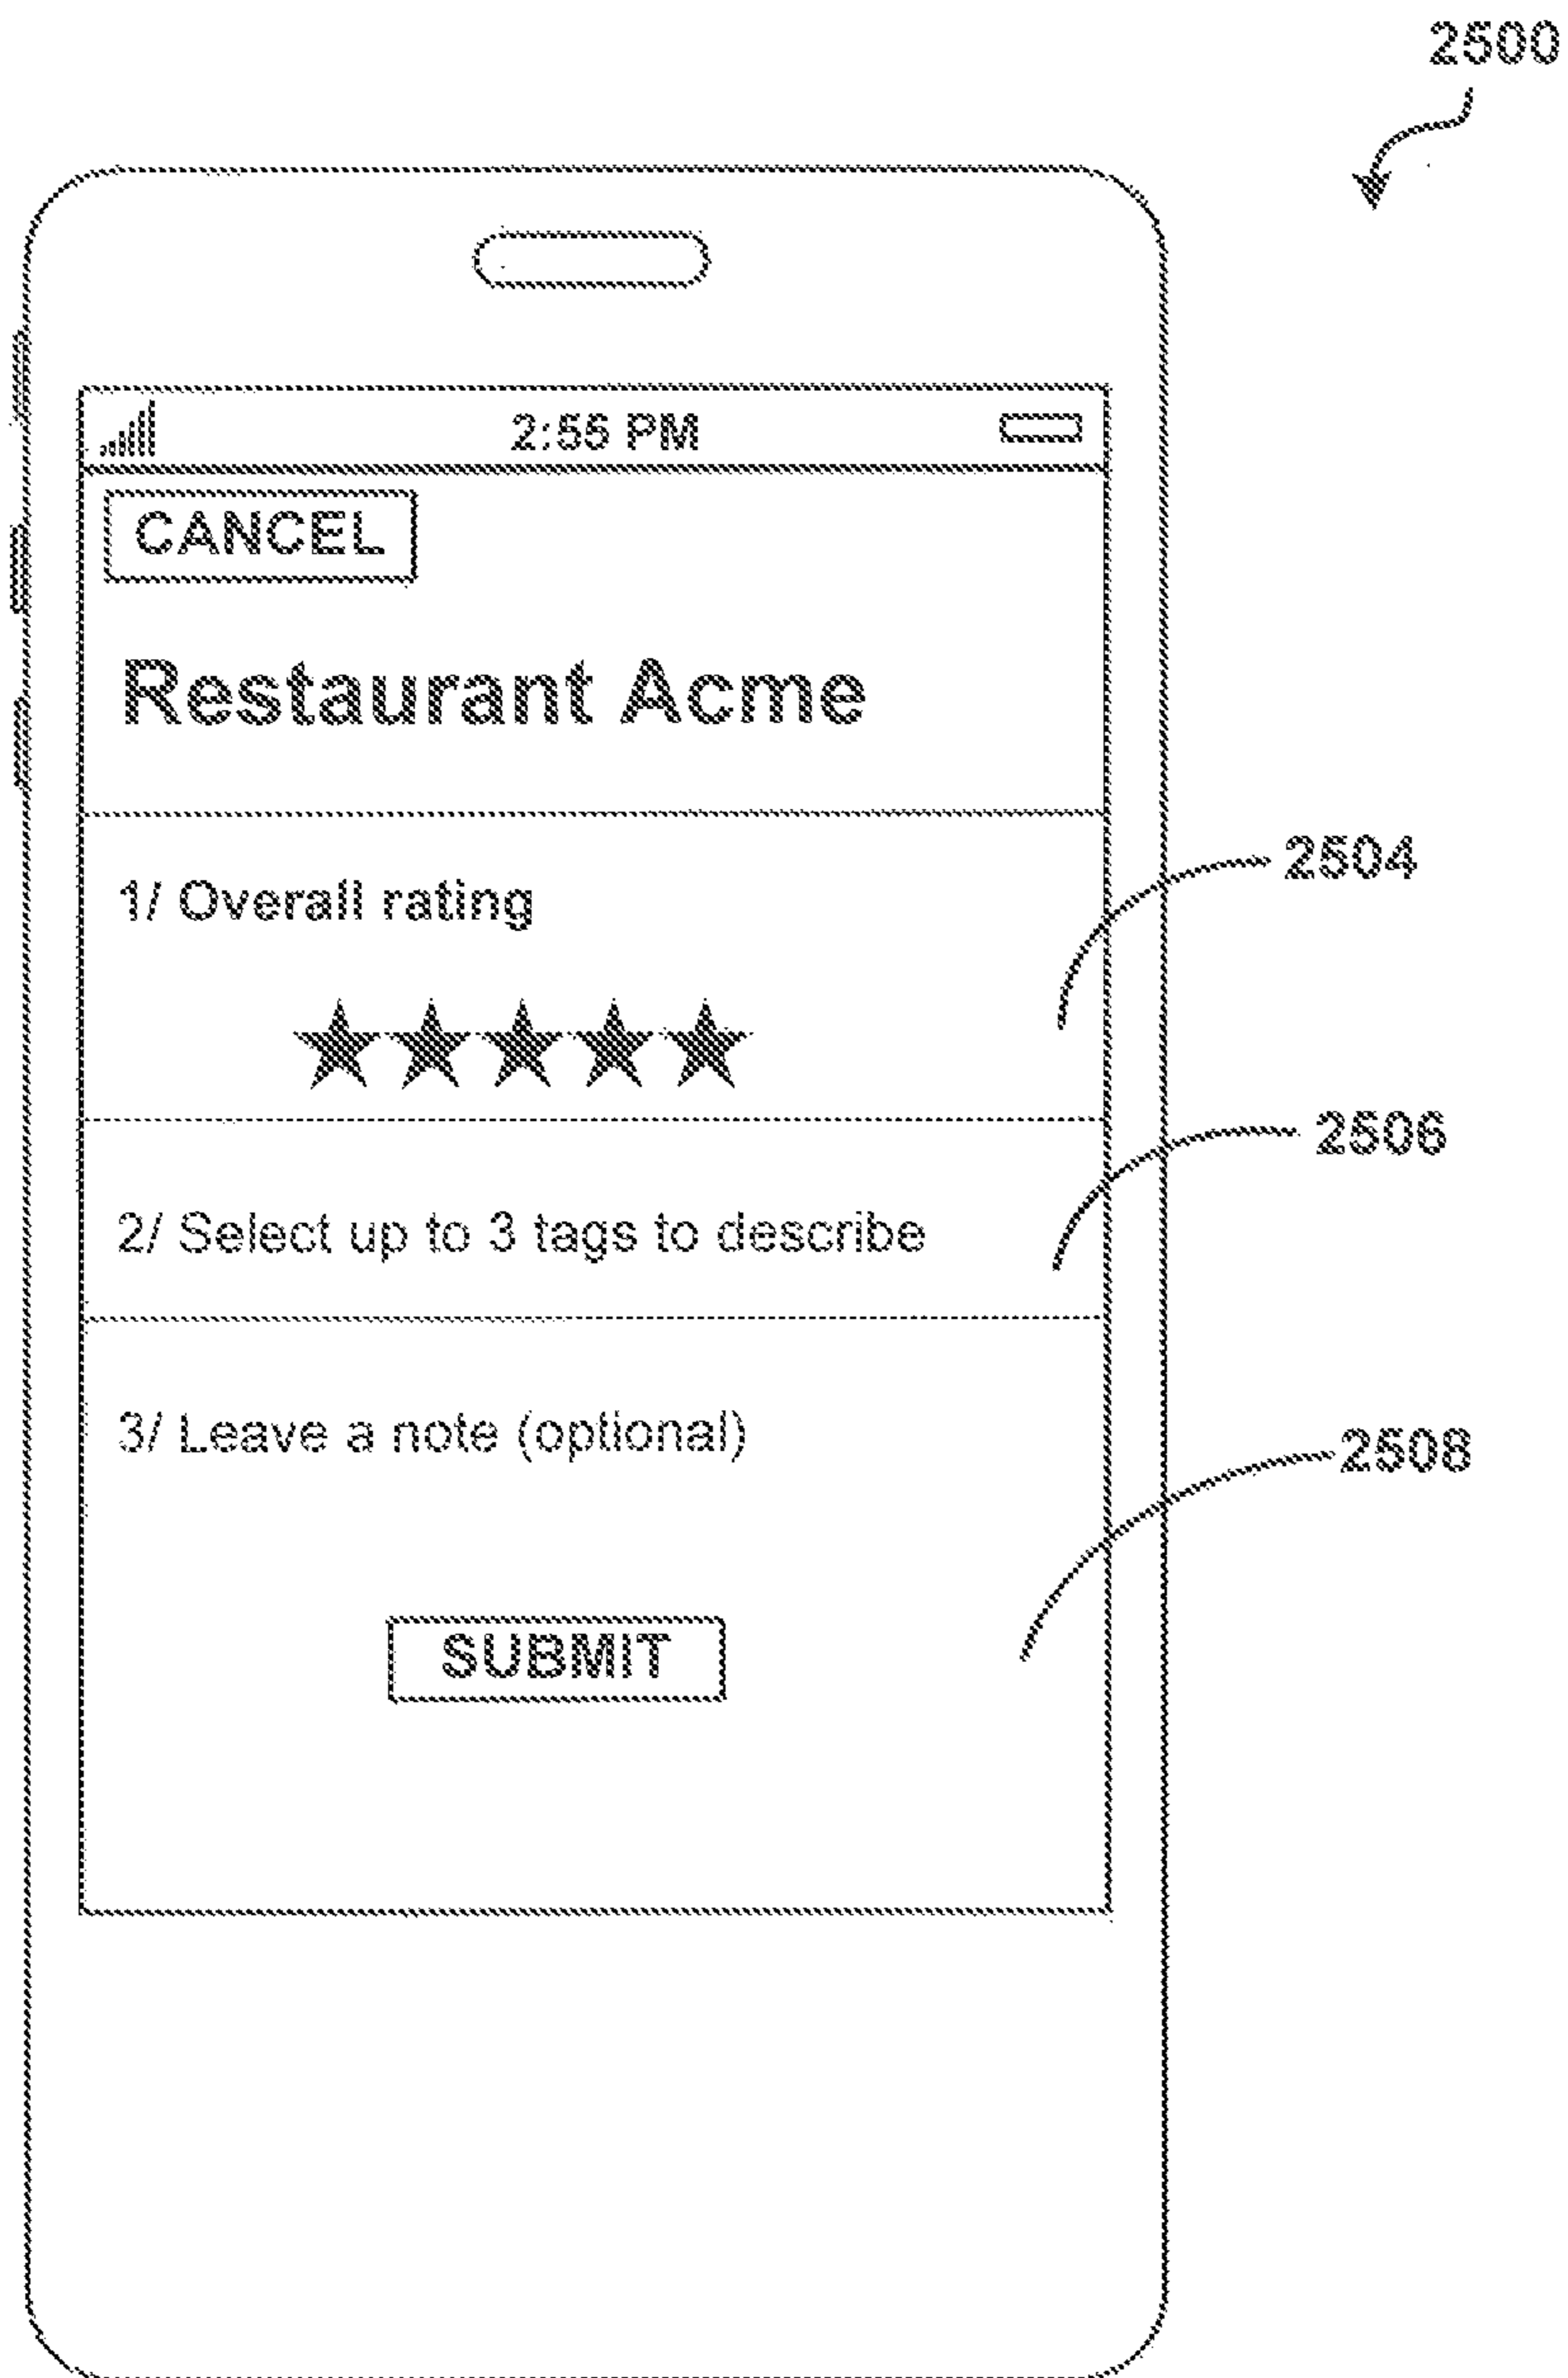 2500
2:56 PM
CANCEL
Restaurant Acme
1/ Overall rating
2504
2/ Select up to 3 tags to describe
2506
3/ Leave a note (optional)
2508
SUBMIT